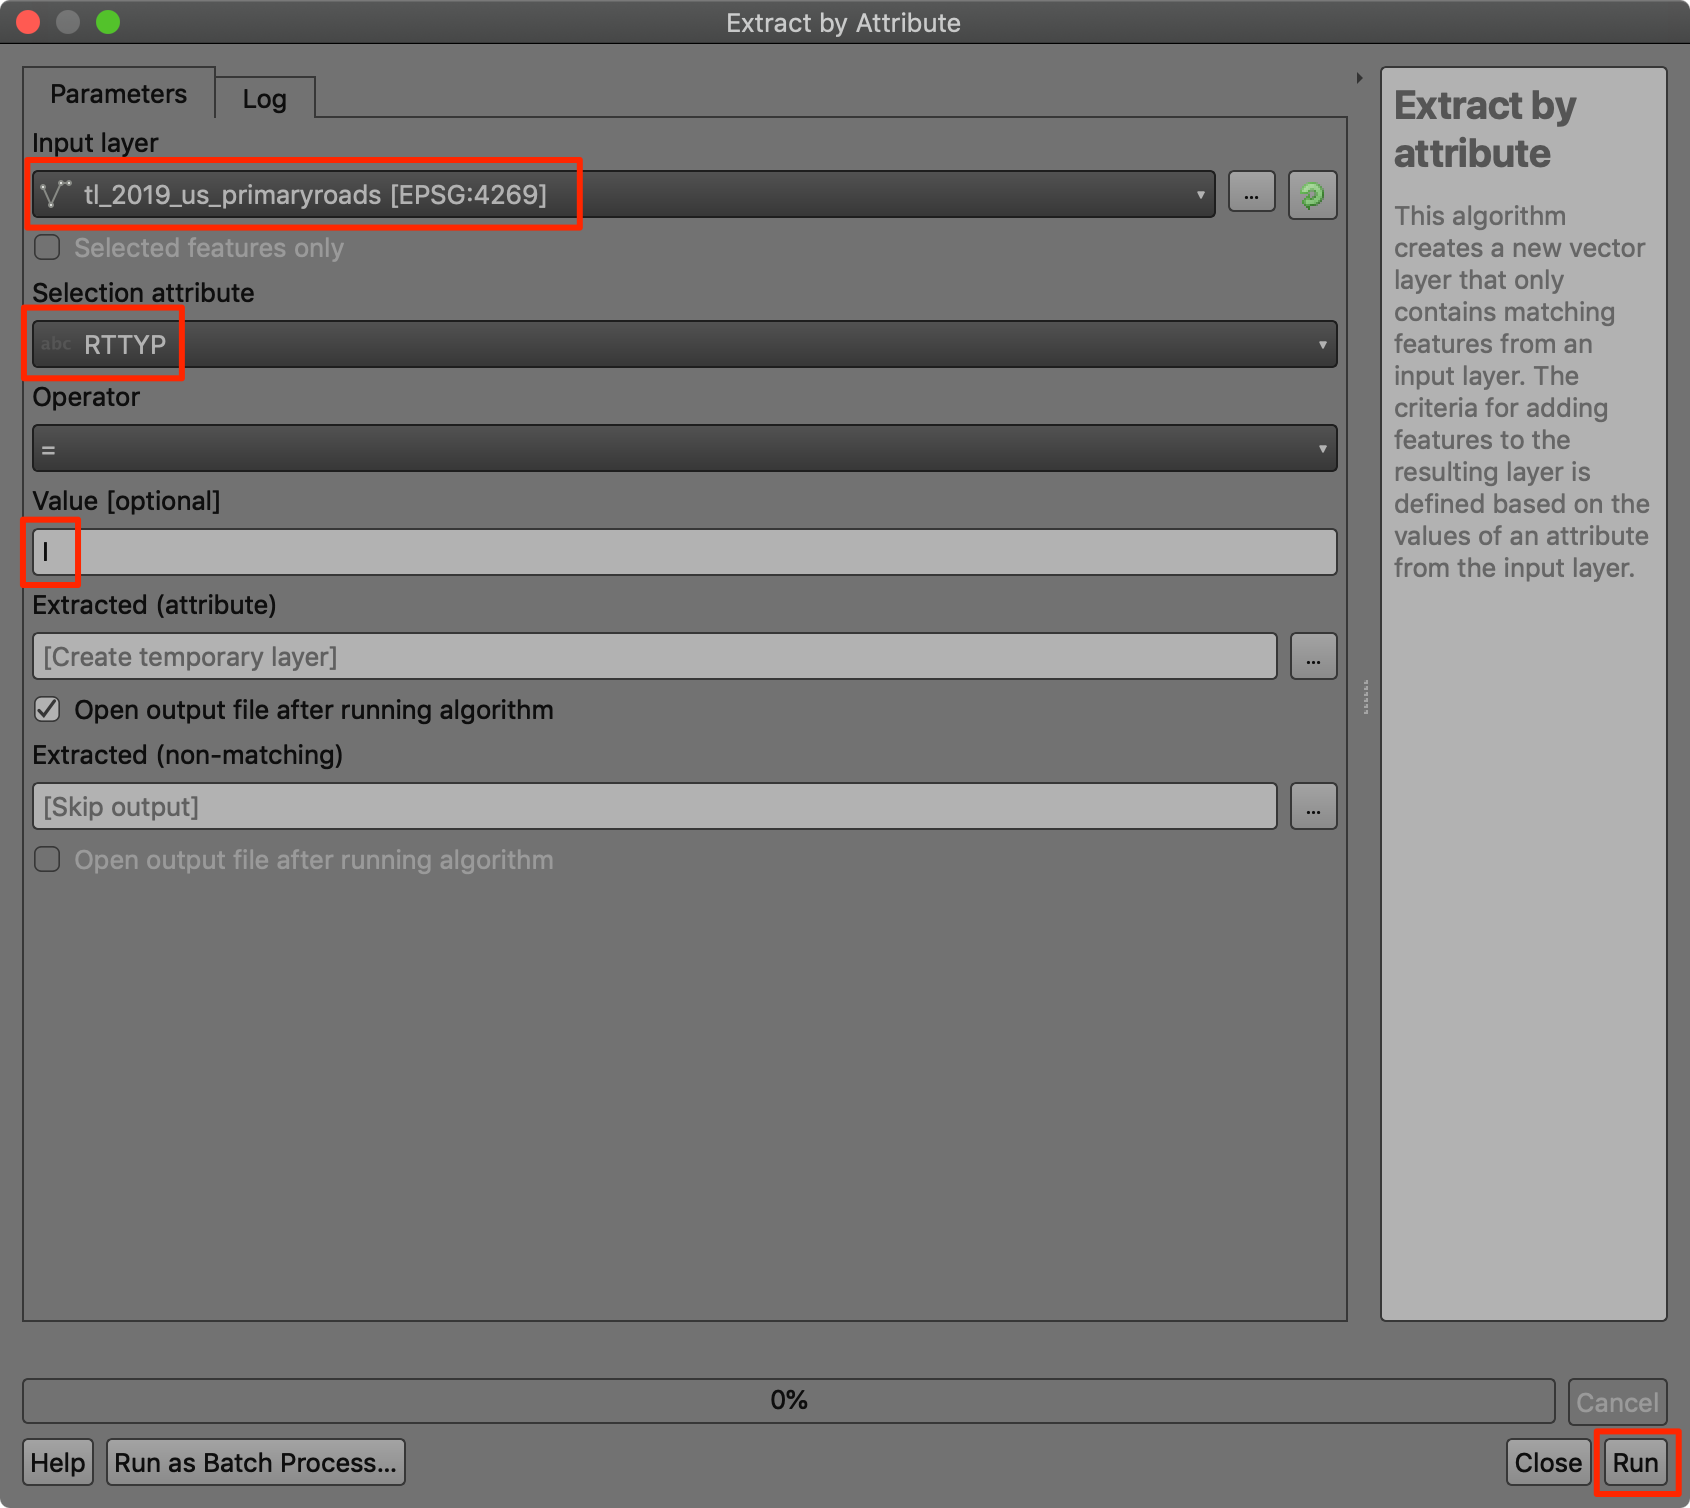 Extract by Attribute
Parameters
Log
Input layer
tl_2019_us_primaryroads [EPSG:4269]
...
Selected features only
Selection attribute
abc RTTYP
Operator
=
Value [optional]
I
Extracted (attribute)
[Create temporary layer]
...
Open output file after running algorithm
Extracted (non-matching)
[Skip output]
...
Open output file after running algorithm
Extract by
attribute
This algorithm
creates a new vector
layer that only
contains matching
features from an
input layer. The
criteria for adding
features to the
resulting layer is
defined based on the
values of an attribute
from the input layer.
0%
Cancel
Help
Run as Batch Process...
Close
Run